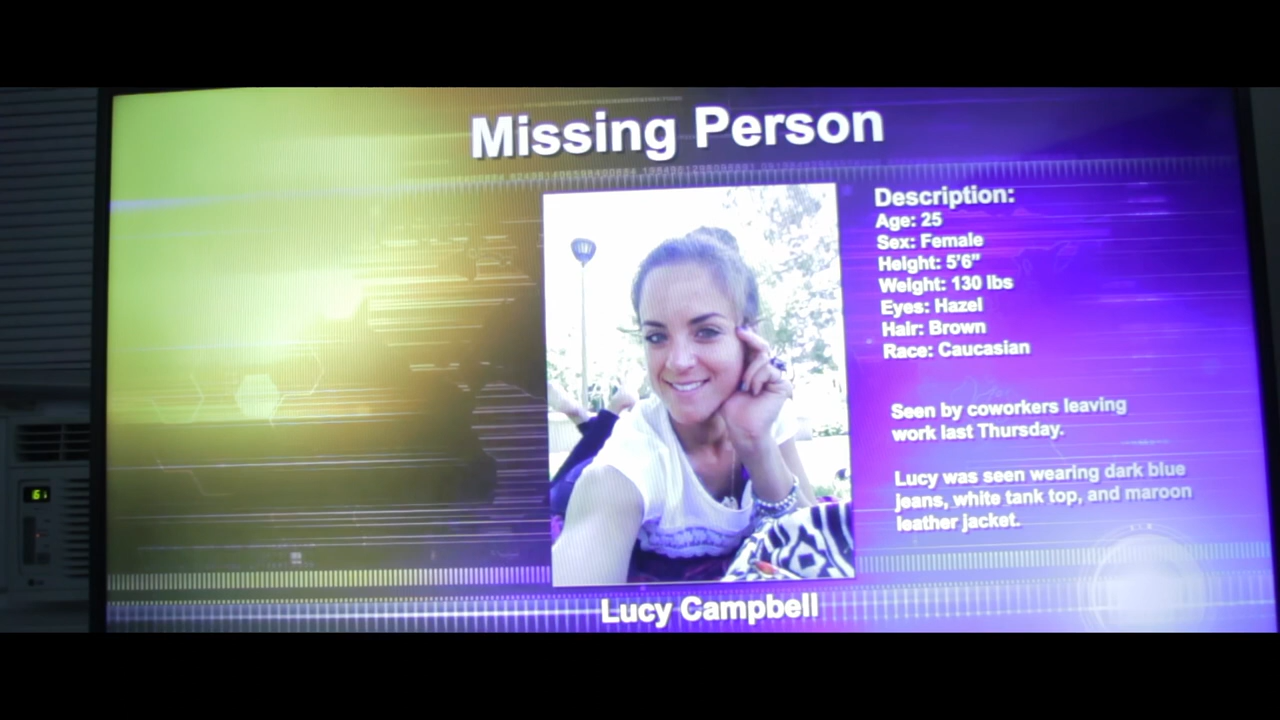 Missing Person
Description:
Age: 25
Sex: Female
Height: 5'6"
Weight: 130 lbs
Eyes: Hazel
Hair: Brown
Race: Caucasian
Seen by coworkers leaving
work last Thursday.
Lucy was seen wearing dark blue
jeans, white tank top, and maroon
leather jacket.
Lucy Campbell